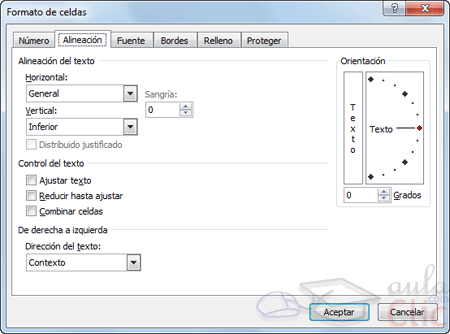 Formato de celdas
Número Alineación Fuente Bordes Relleno Proteger
Alineación del texto
Horizontal:
General
Sangría:
Vertical:
0
Inferior
Distribuido justificado
Control del texto
Ajustar texto
Reducir hasta ajustar
Combinar celdas
De derecha a izquierda
Dirección del texto:
Contexto
Orientación
Texto
Texto
0 Grados
aula
.com
Clic
Aceptar Cancelar